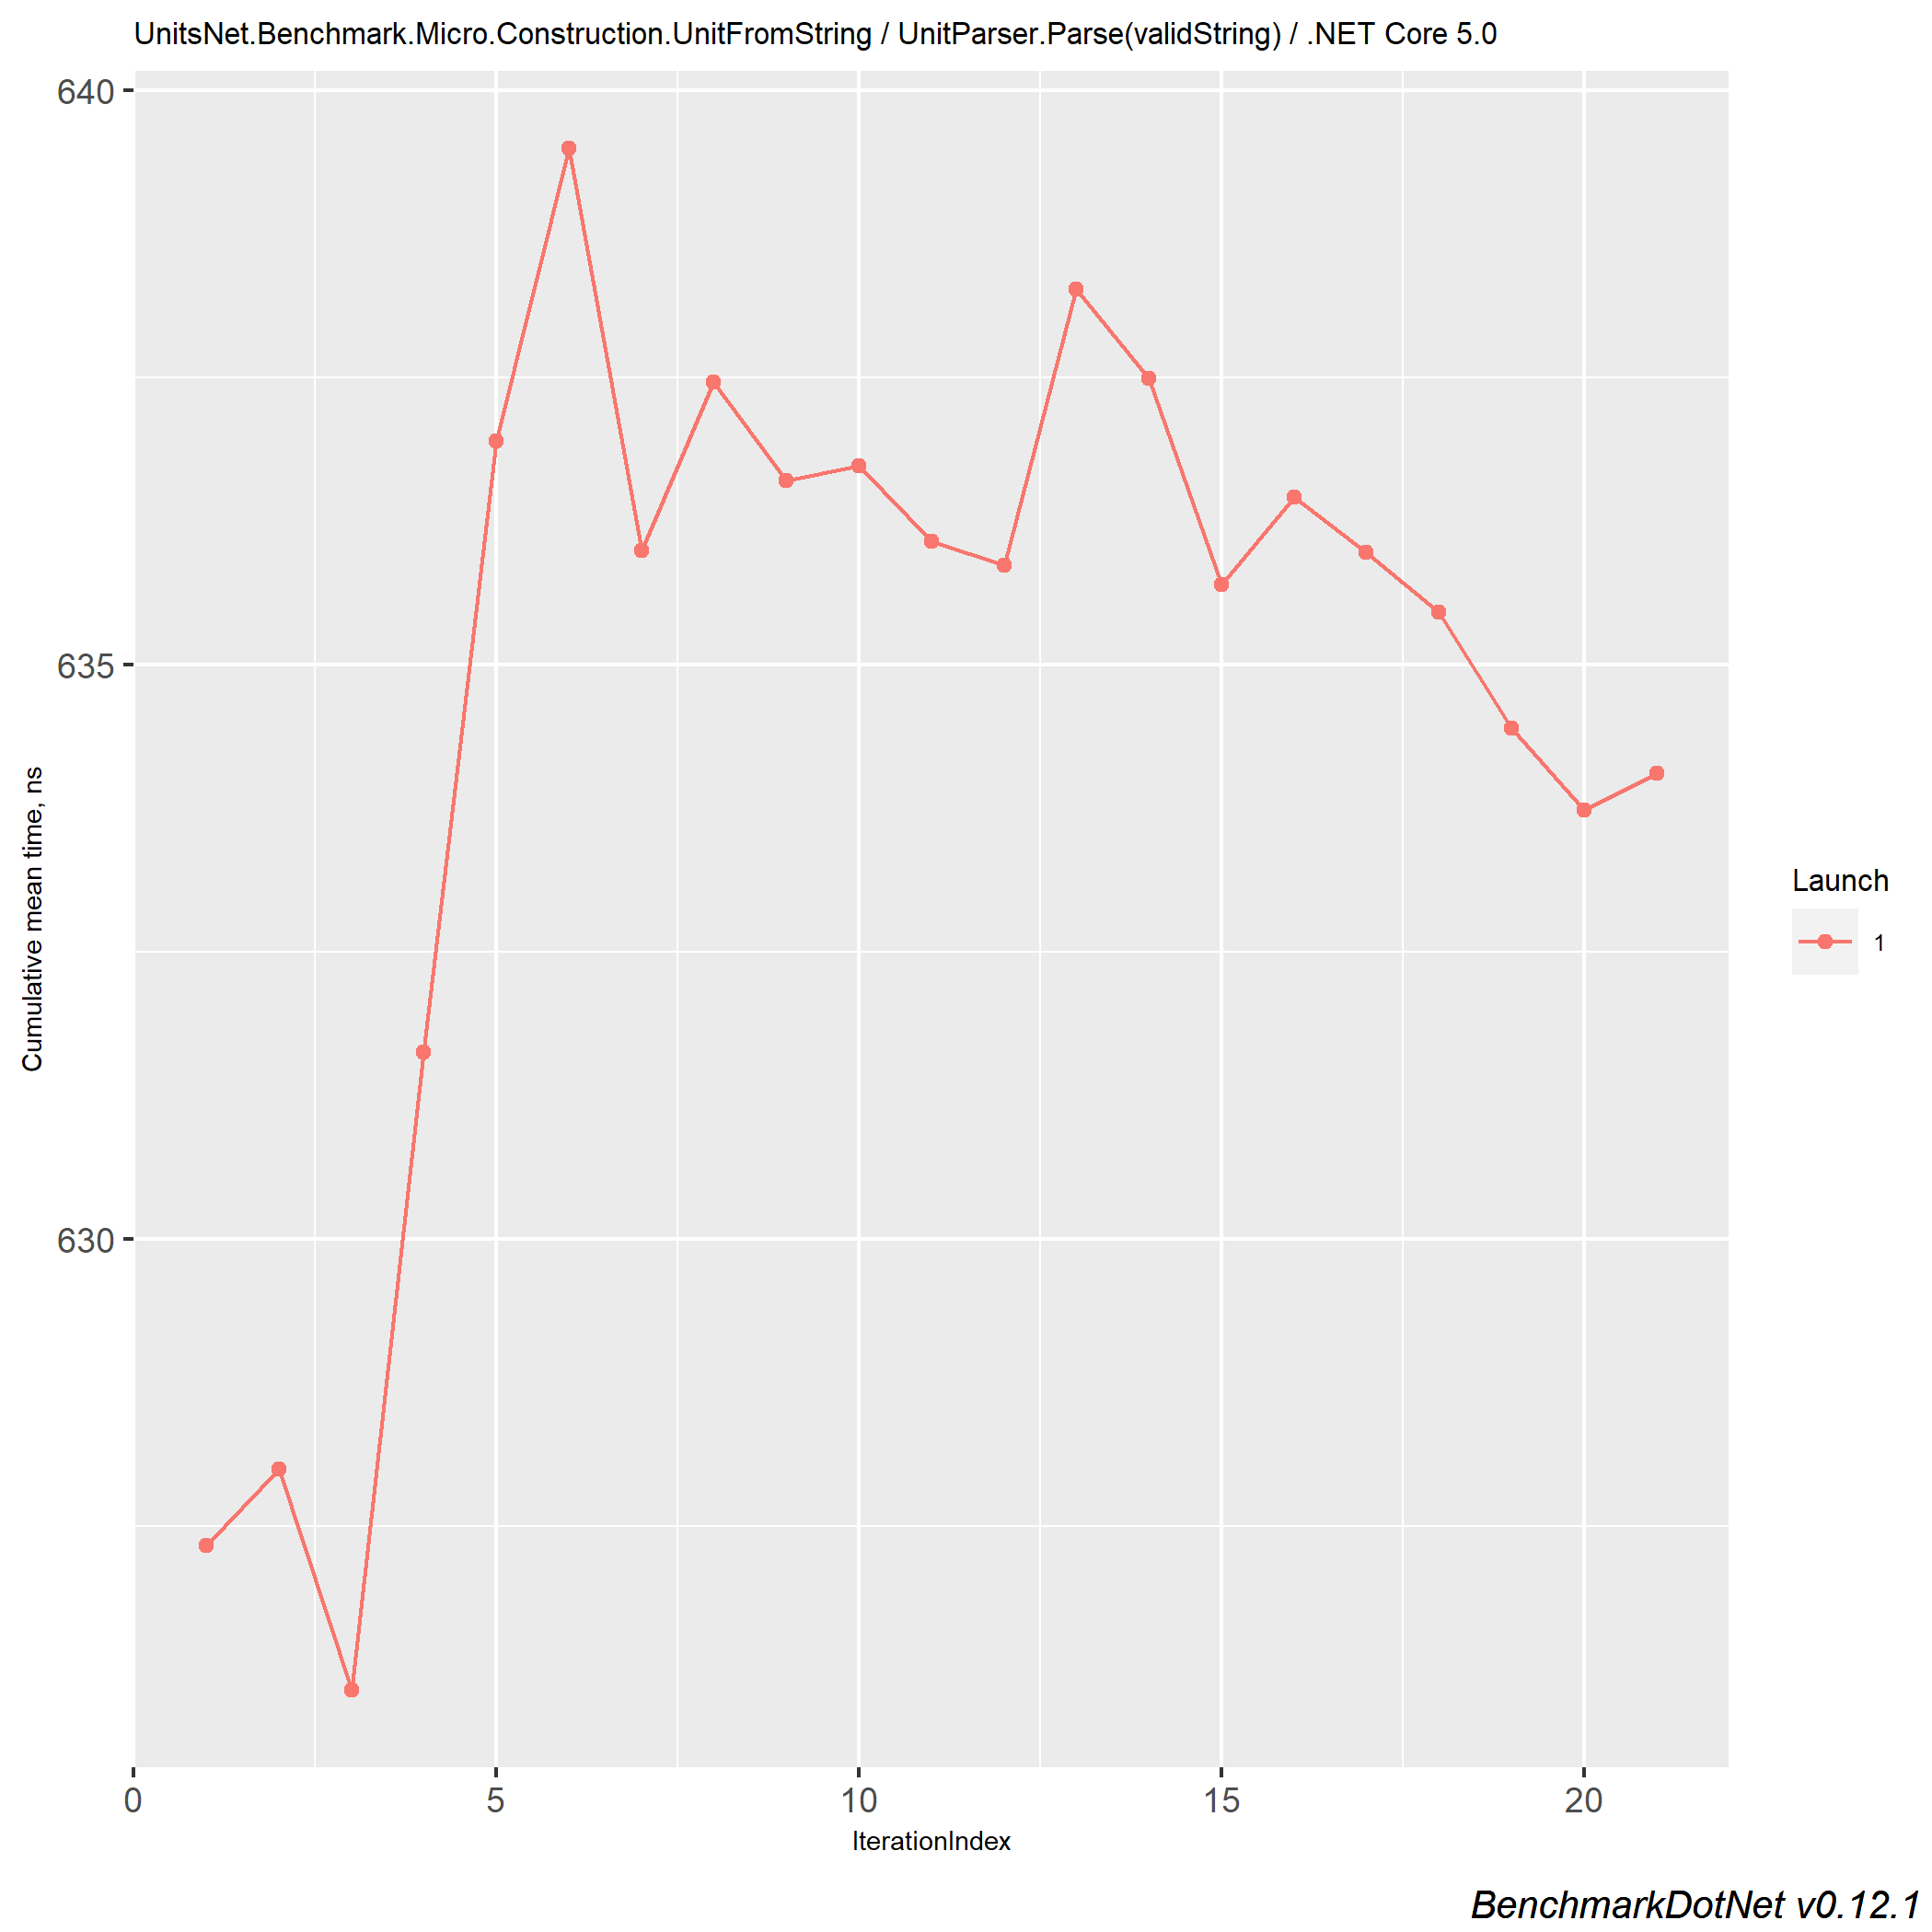 UnitsNet.Benchmark.Micro.Construction.UnitFromString / UnitParser.Parse(validString) / .NET Core 5.0
640
635
630
Cumulative mean time, ns
0 5 10 15 20
IterationIndex
Launch
1
BenchmarkDotNet v0.12.1